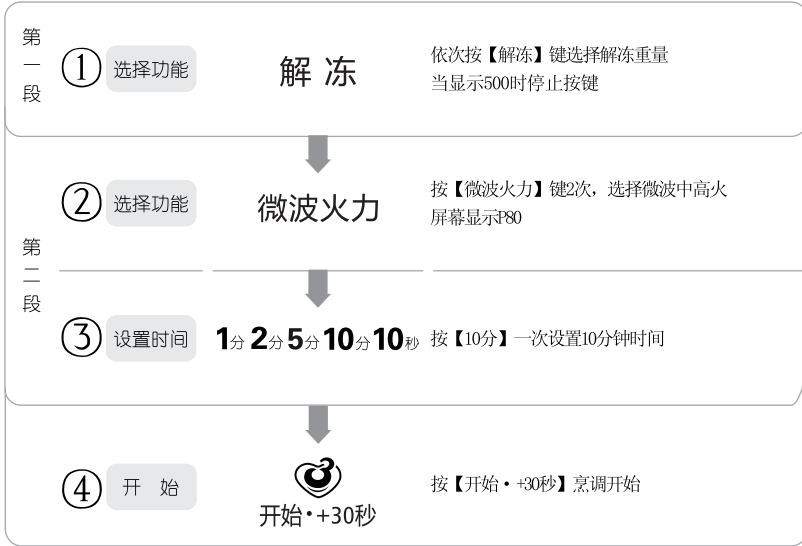 第一段
① 选择功能
解 冻
依次按【解冻】键选择解冻重量
当显示500时停止按键
第二段
② 选择功能
微波火力
按【微波火力】键2次，选择微波中高火
屏幕显示P80
③ 设置时间
1分 2分 5分 10分 10秒
按【10分】一次设置10分钟时间
④ 开 始
开始·+30秒
按【开始·+30秒】烹调开始